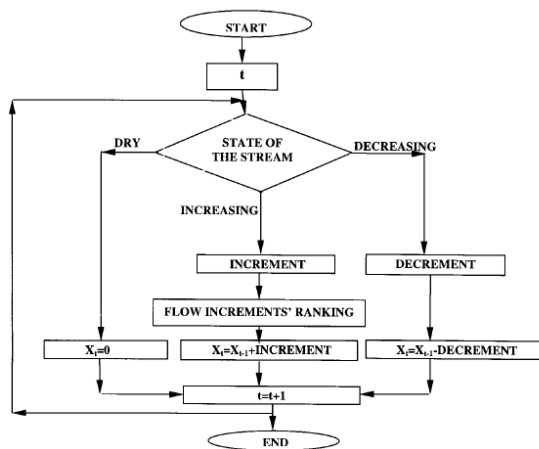 START
t
STATE OF
THE STREAM
DRY
DECREASING
INCREASING
INCREMENT
DECREMENT
FLOW INCREMENTS' RANKING
Xt=0
Xt=Xt-1+INCREMENT
Xt=Xt-1-DECREMENT
t=t+1
END